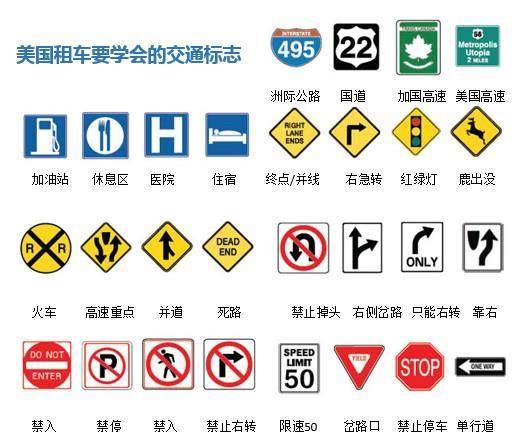 美国租车要学会的交通标志
INTERSTATE
495
22
TRANS-CANADA
58
Metropolis
Utopia
2 MILES
洲际公路 国道 加国高速 美国高速
H
RIGHT
LANE
ENDS
加油站 休息区 医院 住宿 终点/并线 右急转 红绿灯 鹿出没
R R
DEAD
END
ONLY
火车 高速重点 并道 死路 禁止掉头 右侧岔路 只能右转 靠右
DO NOT
ENTER
P
SPEED
LIMIT
50
YIELD
STOP
ONE WAY
禁入 禁停 禁入 禁止右转 限速50 岔路口 禁止停车 单行道